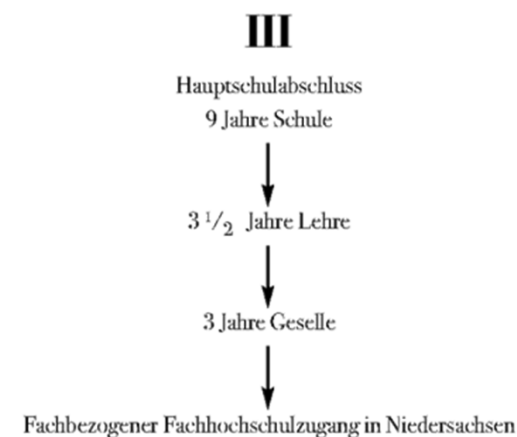 III
Hauptschulabschluss
9 Jahre Schule
3 1/2 Jahre Lehre
3 Jahre Geselle
Fachbezogener Fachhochschulzugang in Niedersachsen